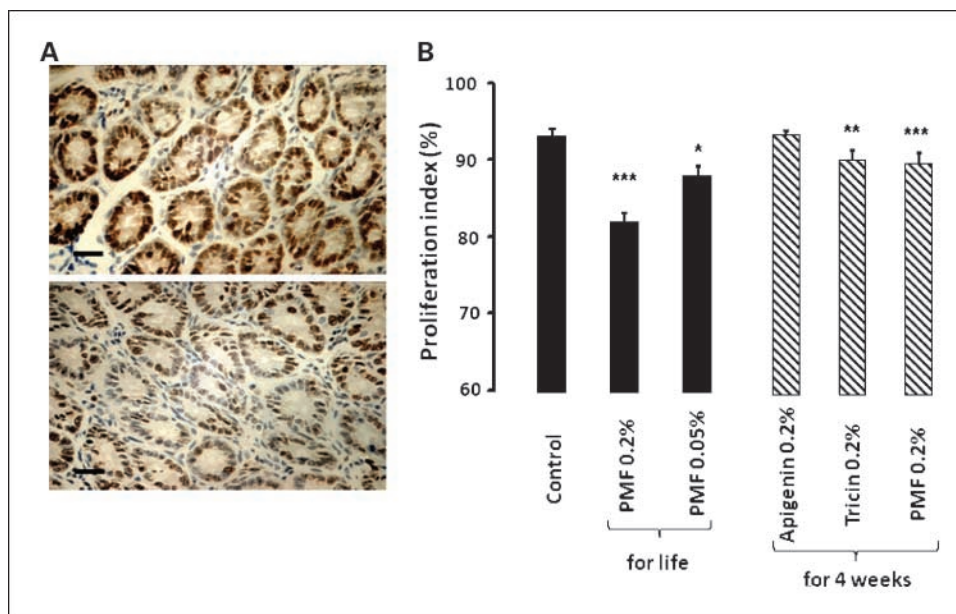 A
B
100
90
80
70
60
Proliferation index (%)
***
*
**
***
Control
PMF 0.2%
PMF 0.05%
Apigenin 0.2%
Tricin 0.2%
PMF 0.2%
for life
for 4 weeks